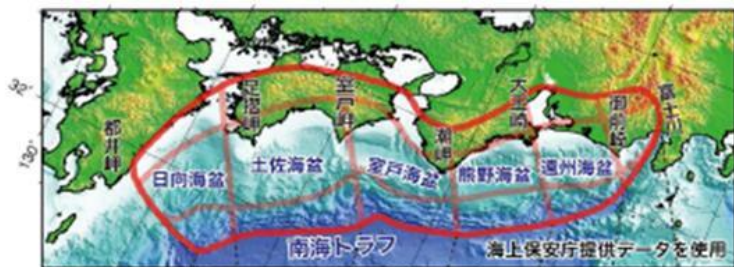 足摺岬
室戸岬
潮岬
大王崎
御前崎
富士川
都井岬
30°
130°
日向海盆
土佐海盆
室戸海盆
熊野海盆
遠州海盆
南海トラフ
海上保安庁提供データを使用